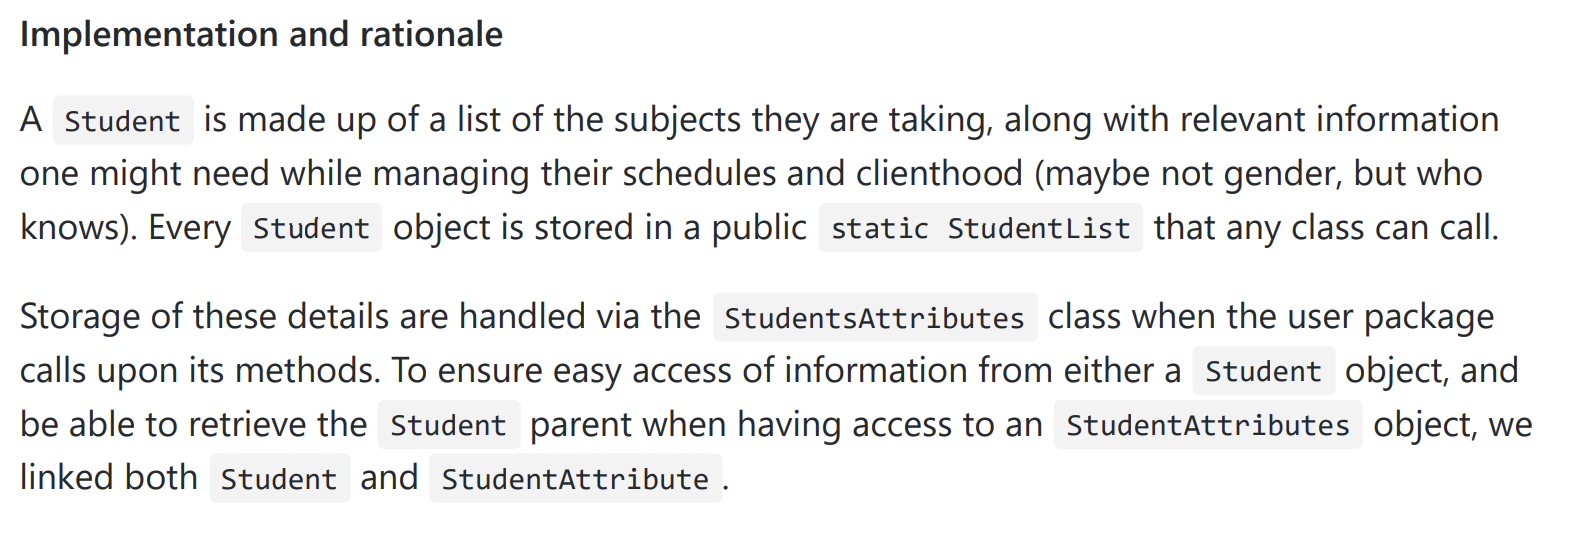 Implementation and rationale
A Student is made up of a list of the subjects they are taking, along with relevant information
one might need while managing their schedules and clienthood (maybe not gender, but who
knows). Every Student object is stored in a public static StudentList that any class can call.
Storage of these details are handled via the StudentsAttributes class when the user package
calls upon its methods. To ensure easy access of information from either a Student object, and
be able to retrieve the Student parent when having access to an StudentAttributes object, we
linked both Student and StudentAttribute.